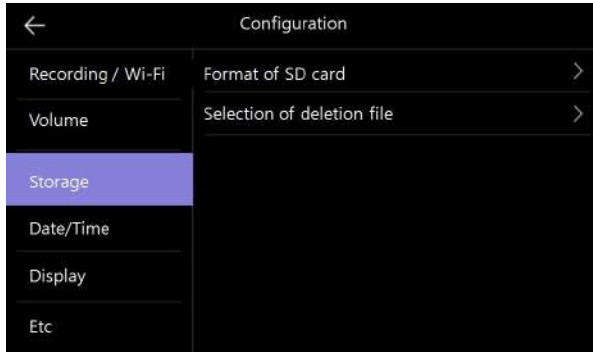 Configuration
Recording / Wi-Fi
Volume
Storage
Date/Time
Display
Etc
Format of SD card
Selection of deletion file